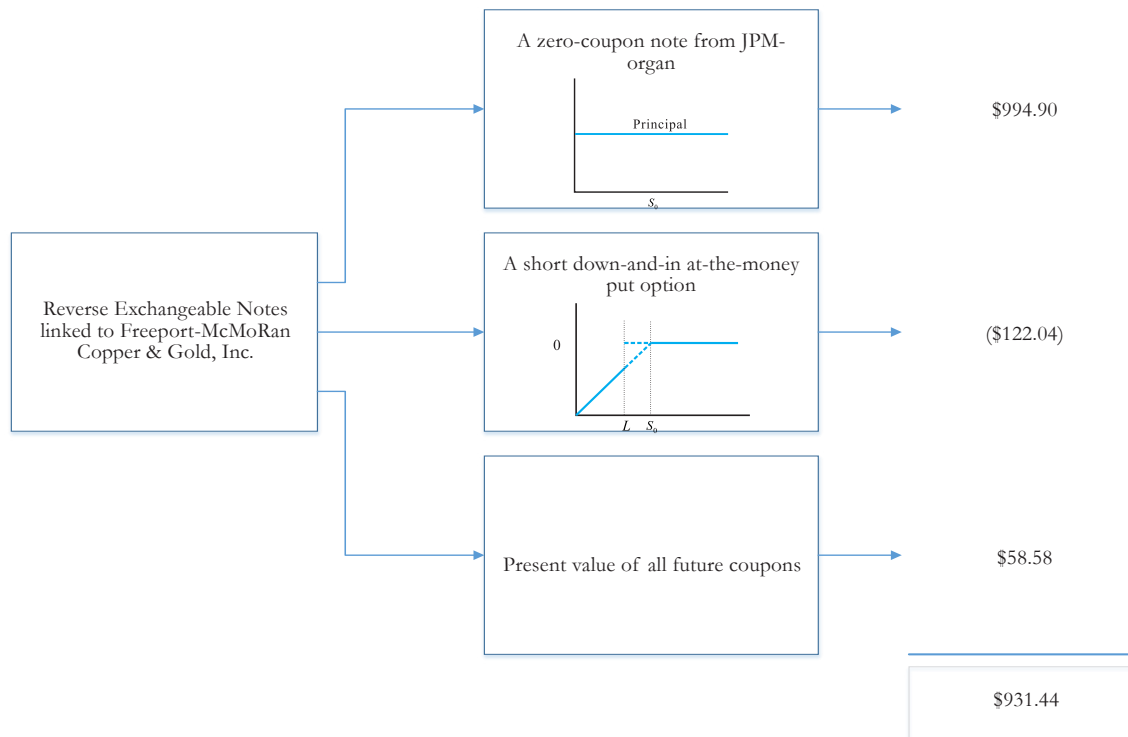 A zero-coupon note from JPM-
organ
Principal
S₀
$994.90
Reverse Exchangeable Notes
linked to Freeport-McMoRan
Copper & Gold, Inc.
A short down-and-in at-the-money
put option
0
L S₀
($122.04)
Present value of all future coupons
$58.58
$931.44